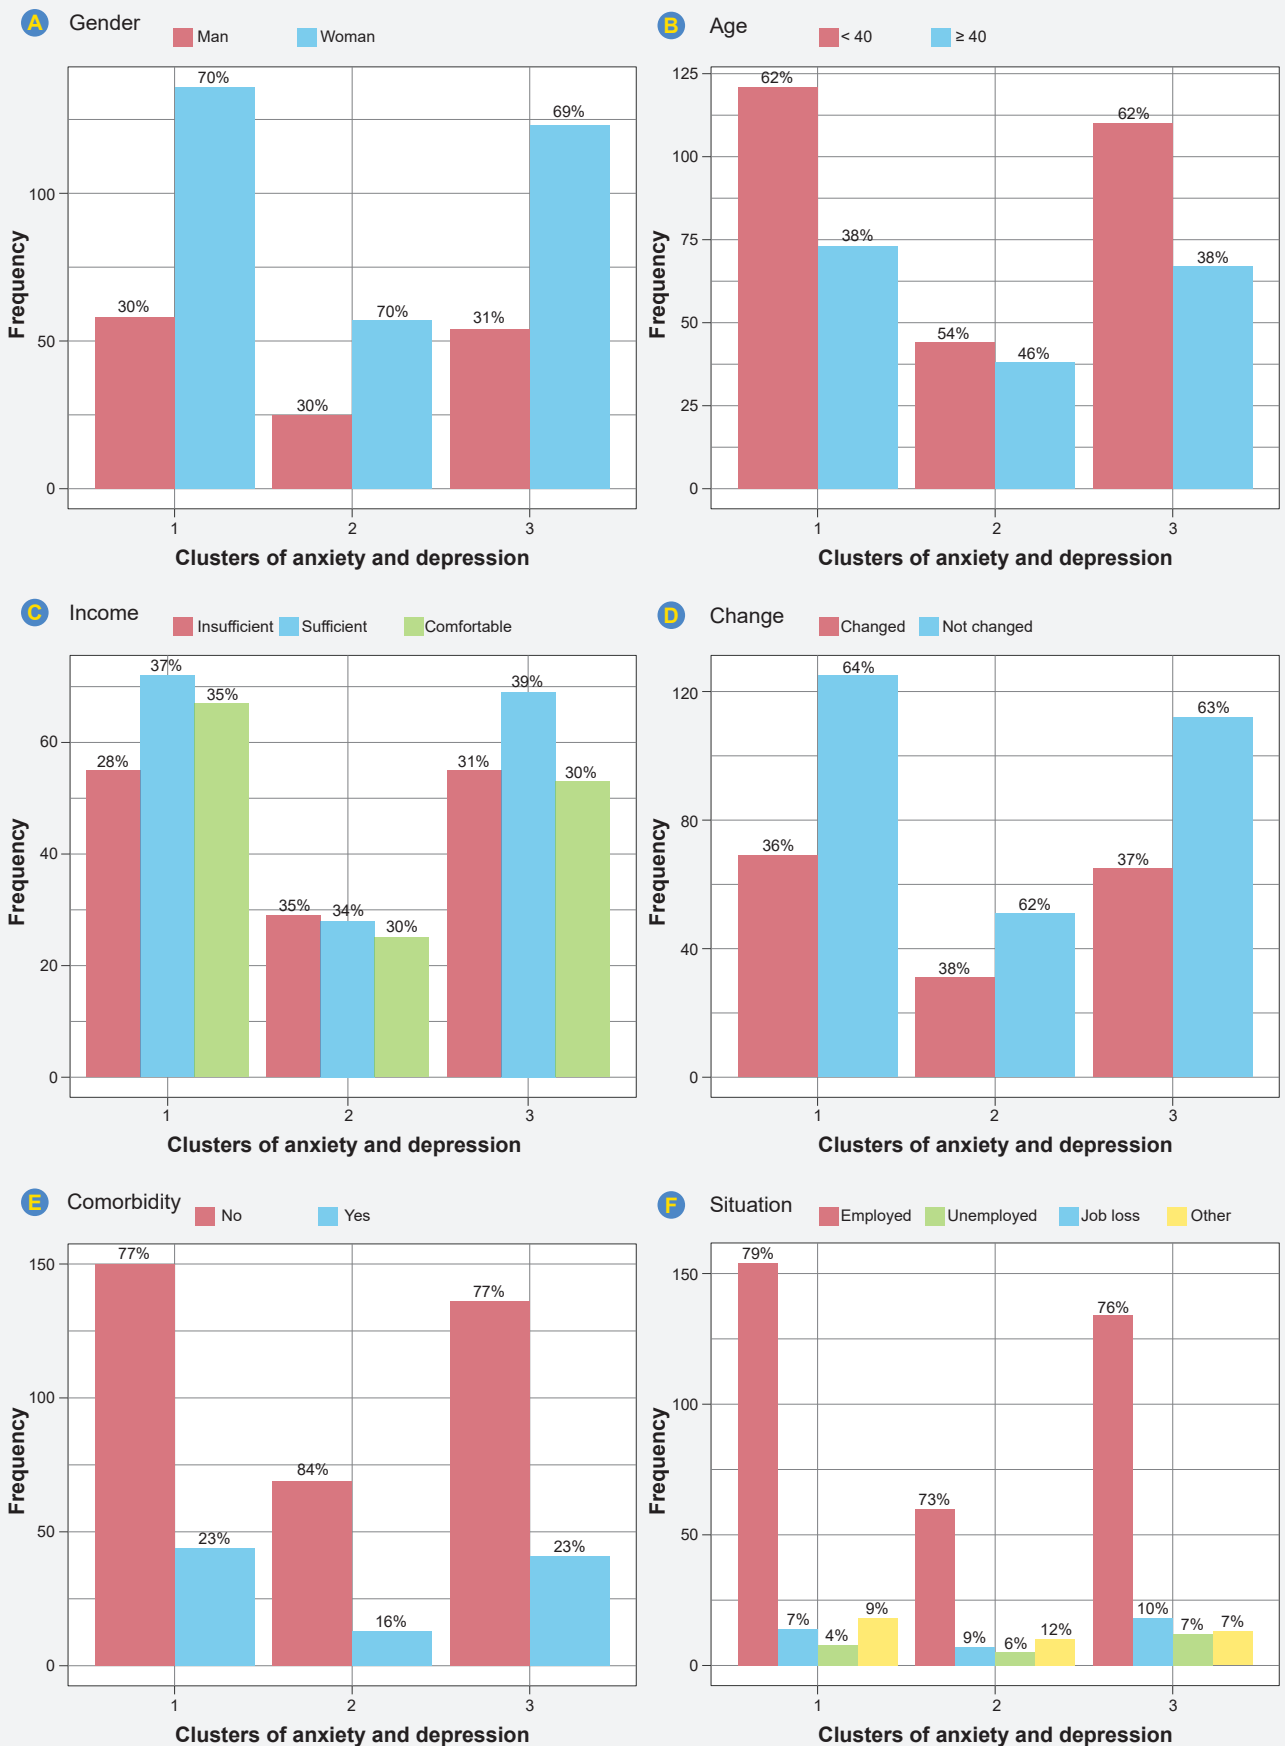 A Gender
Man Woman
70%
69%
30%
70%
31%
30%
100
50
0
Frequency
1 2 3
Clusters of anxiety and depression
B Age
< 40 ≥ 40
62%
38%
54%
46%
62%
38%
125
100
75
50
25
0
Frequency
1 2 3
Clusters of anxiety and depression
C Income
Insufficient Sufficient Comfortable
28%
37%
35%
35%
34%
30%
31%
39%
30%
60
40
20
0
Frequency
1 2 3
Clusters of anxiety and depression
D Change
Changed Not changed
36%
64%
38%
62%
37%
63%
120
80
40
0
Frequency
1 2 3
Clusters of anxiety and depression
E Comorbidity
No Yes
77%
23%
84%
16%
77%
23%
150
100
50
0
Frequency
1 2 3
Clusters of anxiety and depression
F Situation
Employed Unemployed Job loss Other
79%
7%
4%
9%
73%
9%
6%
12%
76%
10%
7%
7%
150
100
50
0
Frequency
1 2 3
Clusters of anxiety and depression